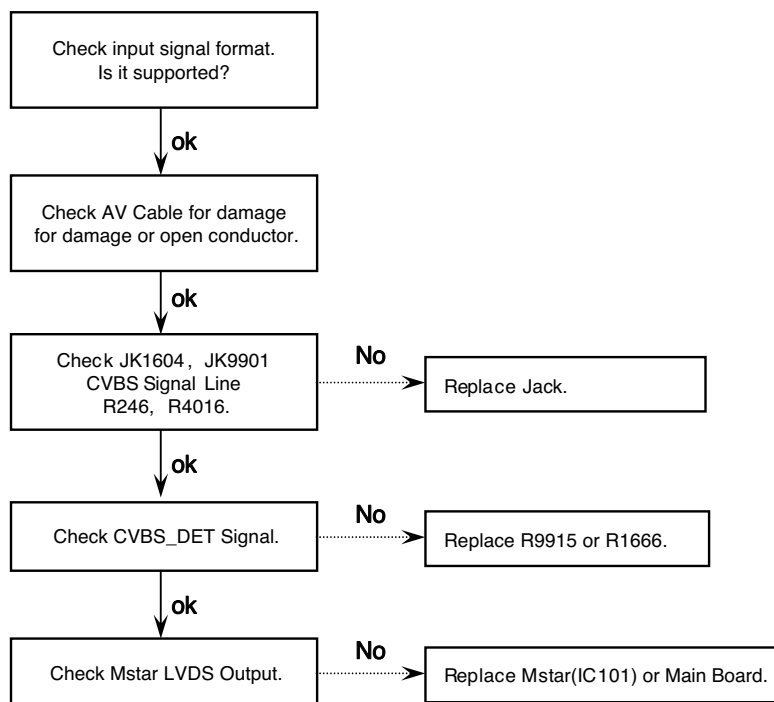 Check input signal format.
Is it supported?
ok
Check AV Cable for damage
for damage or open conductor.
ok
Check JK1604, JK9901
CVBS Signal Line
R246, R4016.
No
Replace Jack.
ok
Check CVBS_DET Signal.
No
Replace R9915 or R1666.
ok
Check Mstar LVDS Output.
No
Replace Mstar(IC101) or Main Board.